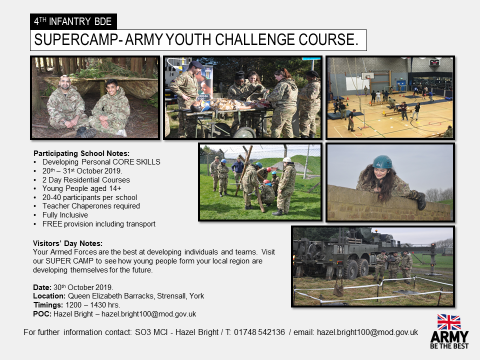 4TH INFANTRY BDE
SUPERCAMP- ARMY YOUTH CHALLENGE COURSE.
Participating School Notes:
• Developing Personal CORE SKILLS
• 20th – 31st October 2019.
• 2 Day Residential Courses
• Young People aged 14+
• 20-40 participants per school
• Teacher Chaperones required
• Fully Inclusive
• FREE provision including transport
Visitors' Day Notes:
Your Armed Forces are the best at developing individuals and teams. Visit
our SUPER CAMP to see how young people form your local region are
developing themselves for the future.
Date: 30th October 2019.
Location: Queen Elizabeth Barracks, Strensall, York
Timings: 1200 – 1430 hrs.
POC: Hazel Bright – hazel.bright100@mod.gov.uk
For further information contact: SO3 MCI - Hazel Bright / T: 01748 542136 / email: hazel.bright100@mod.gov.uk
ARMY
BE THE BEST